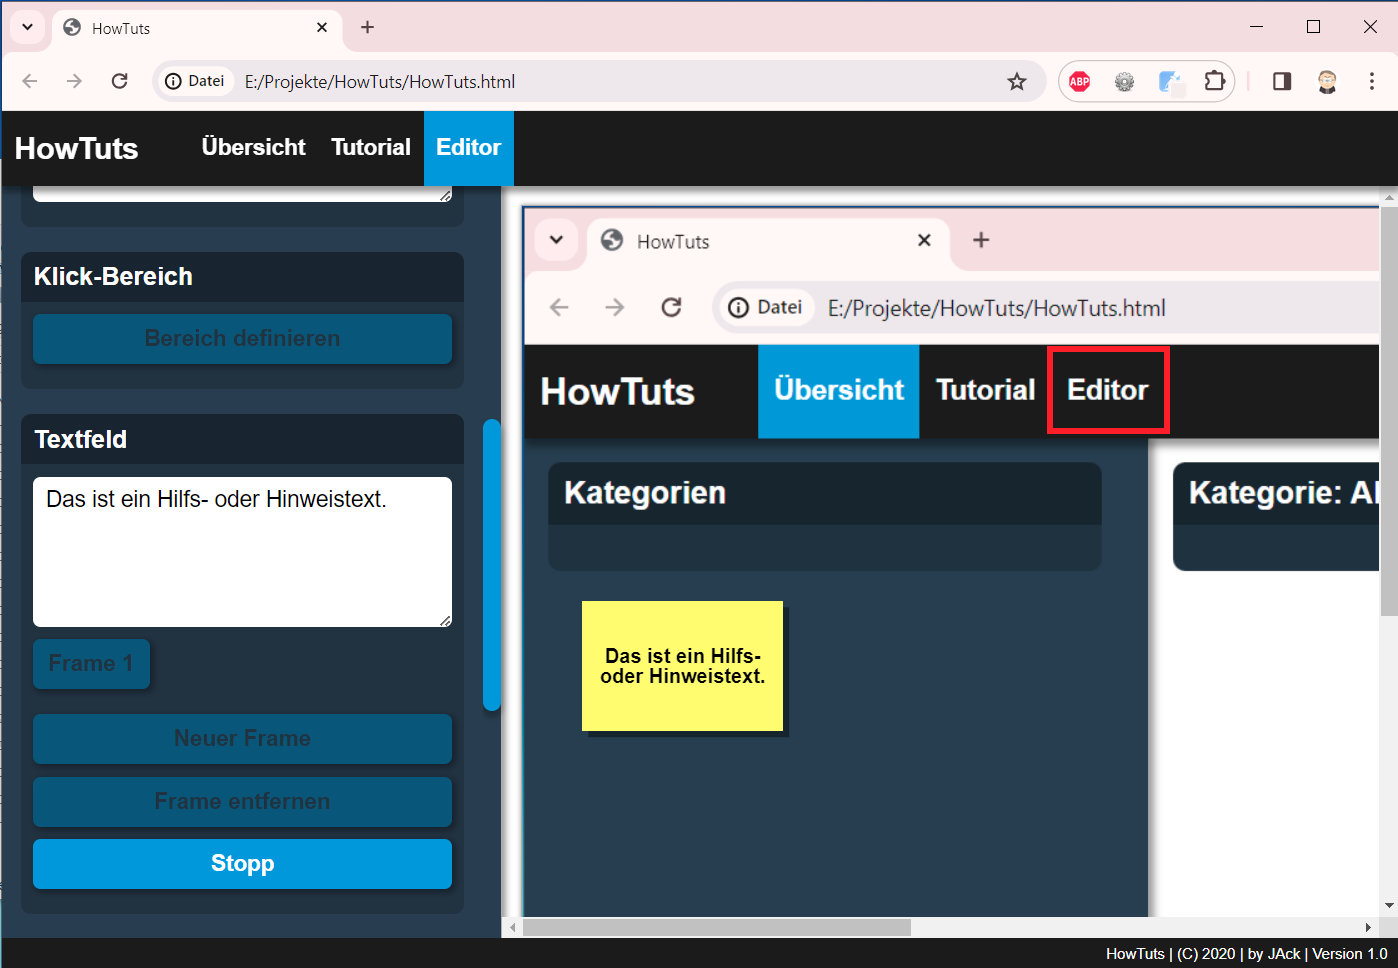 HowTuts
Datei E:/Projekte/HowTuts/HowTuts.html
ABP
HowTuts Übersicht Tutorial Editor
Klick-Bereich
Bereich definieren
Textfeld
Das ist ein Hilfs- oder Hinweistext.
Frame 1
Neuer Frame
Frame entfernen
Stopp
HowTuts
Datei E:/Projekte/HowTuts/HowTuts.html
HowTuts Übersicht Tutorial Editor
Kategorien
Kategorie: Al
Das ist ein Hilfs-
oder Hinweistext.
HowTuts | (C) 2020 | by JAck | Version 1.0